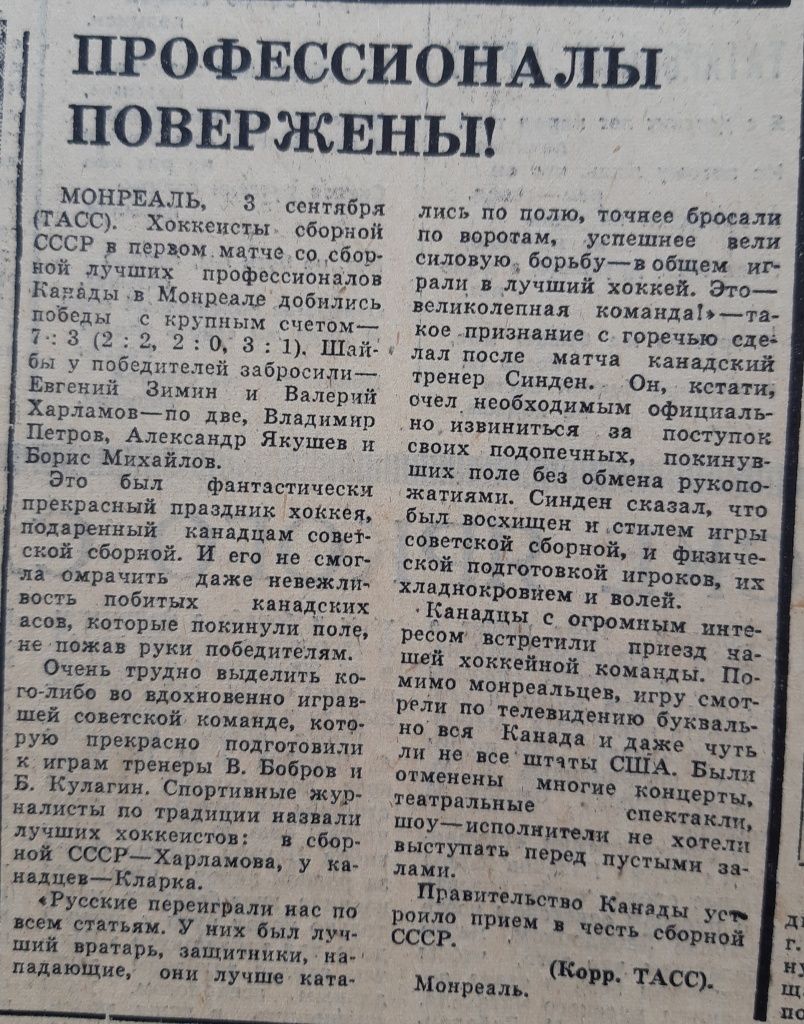 ПРОФЕССИОНАЛЫ
ПОВЕРЖЕНЫ!
МОНРЕАЛЬ, 3 сентября
(ТАСС). Хоккеисты сборной
СССР в первом матче со сбор-
ной лучших профессионалов
Канады в Монреале добились
победы с крупным счетом—
7 : 3 (2 : 2, 2 : 0, 3 : 1). Шай-
бы у победителей забросили—
Евгений Зимин и Валерий
Харламов—по две, Владимир
Петров, Александр Якушев и
Борис Михайлов.
Это был фантастически
прекрасный праздник хоккея,
подаренный канадцам совет-
ской сборной. И его не смог-
ла омрачить даже невежли-
вость побитых канадских
асов, которые покинули поле,
не пожав руки победителям.
Очень трудно выделить ко-
го-либо во вдохновенно играв-
шей советской команде, кото-
рую прекрасно подготовили
к играм тренеры В. Бобров и
Б. Кулагин. Спортивные жур-
налисты по традиции назвали
лучших хоккеистов: в сбор-
ной СССР—Харламова, у ка-
надцев—Кларка.
«Русские переиграли нас по
всем статьям. У них был луч-
ший вратарь, защитники, на-
падающие, они лучше ката-
лись по полю, точнее бросали
по воротам, успешнее вели
силовую борьбу—в общем иг-
рали в лучший хоккей. Это—
великолепная команда!»—та-
кое признание с горечью сде-
лал после матча канадский
тренер Синден. Он, кстати,
счел необходимым официаль-
но извиниться за поступок
своих подопечных, покинув-
ших поле без обмена рукопо-
жатиями. Синден сказал, что
был восхищен и стилем игры
советской сборной, и физиче-
ской подготовкой игроков, их
хладнокровием и волей.
Канадцы с огромным инте-
ресом встретили приезд на-
шей хоккейной команды. По-
мимо монреальцев, игру смот-
рели по телевидению букваль-
но вся Канада и даже чуть
ли не все штаты США. Были
отменены многие концерты,
театральные спектакли,
шоу—исполнители не хотели
выступать перед пустыми за-
лами.
Правительство Канады уст-
роило прием в честь сборной
СССР.
(Корр. ТАСС).
Монреаль.